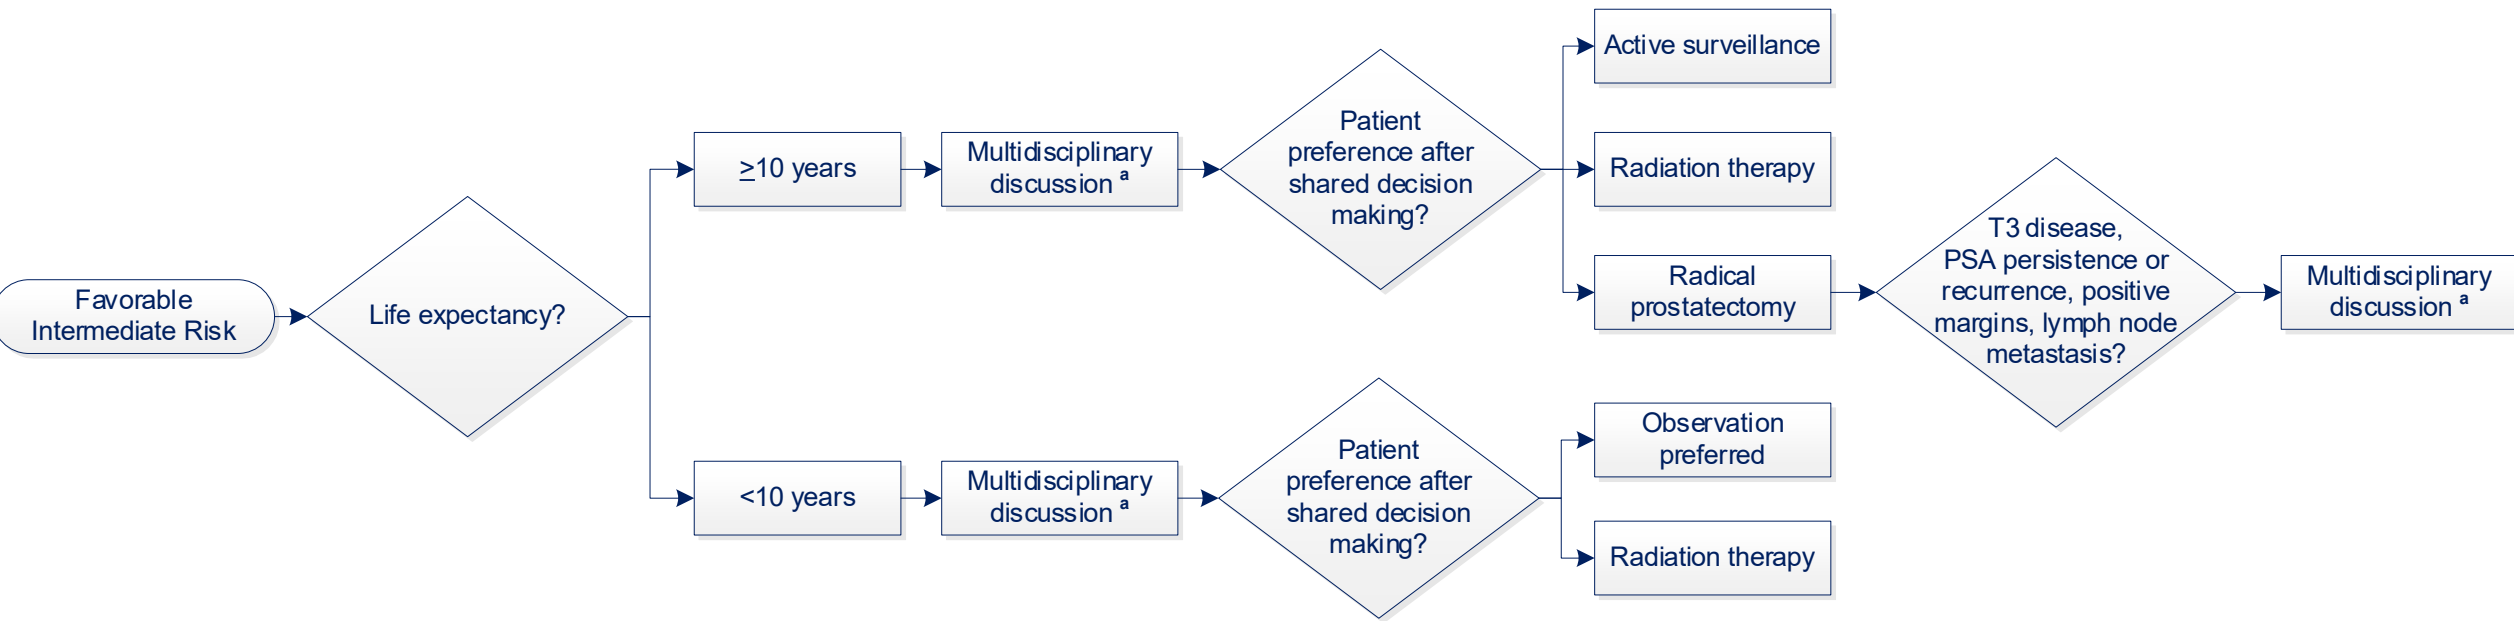 Favorable
Intermediate Risk
Life expectancy?
≥10 years
Multidisciplinary
discussion a
Patient
preference after
shared decision
making?
Active surveillance
Radiation therapy
Radical
prostatectomy
T3 disease,
PSA persistence or
recurrence, positive
margins, lymph node
metastasis?
Multidisciplinary
discussion a
<10 years
Multidisciplinary
discussion a
Patient
preference after
shared decision
making?
Observation
preferred
Radiation therapy